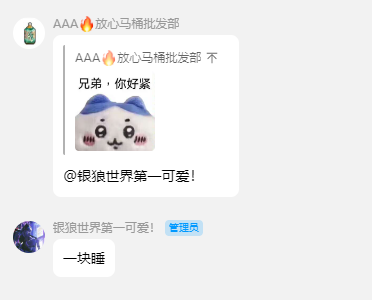 AAA🔥放心马桶批发部
AAA🔥放心马桶批发部 不
兄弟，你好紧
@银狼世界第一可爱！
银狼世界第一可爱！ 管理员
一块睡